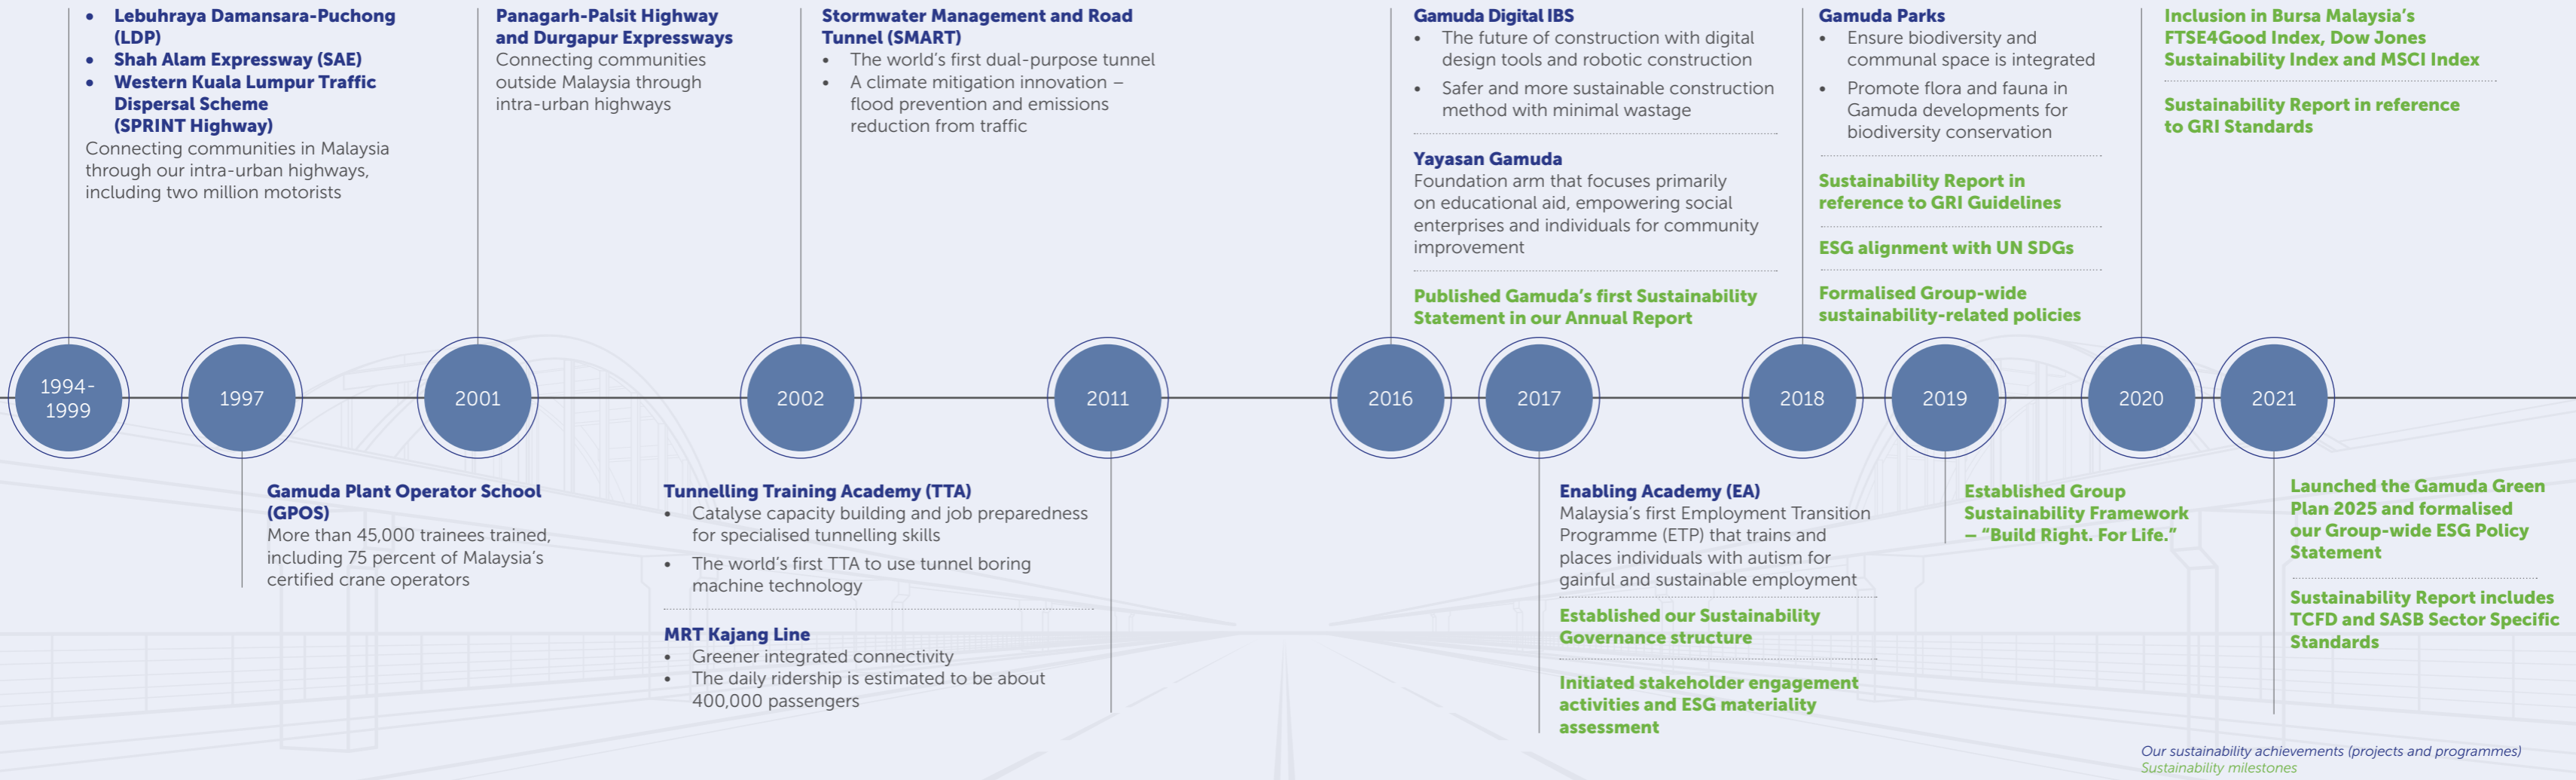 • Lebuhraya Damansara-Puchong
(LDP)
• Shah Alam Expressway (SAE)
• Western Kuala Lumpur Traffic
Dispersal Scheme
(SPRINT Highway)
Connecting communities in Malaysia
through our intra-urban highways,
including two million motorists
Panagarh-Palsit Highway
and Durgapur Expressways
Connecting communities
outside Malaysia through
intra-urban highways
Stormwater Management and Road
Tunnel (SMART)
• The world’s first dual-purpose tunnel
• A climate mitigation innovation –
flood prevention and emissions
reduction from traffic
Gamuda Digital IBS
• The future of construction with digital
design tools and robotic construction
• Safer and more sustainable construction
method with minimal wastage
Yayasan Gamuda
Foundation arm that focuses primarily
on educational aid, empowering social
enterprises and individuals for community
improvement
Published Gamuda’s first Sustainability
Statement in our Annual Report
Gamuda Parks
• Ensure biodiversity and
communal space is integrated
• Promote flora and fauna in
Gamuda developments for
biodiversity conservation
Sustainability Report in
reference to GRI Guidelines
ESG alignment with UN SDGs
Formalised Group-wide
sustainability-related policies
Inclusion in Bursa Malaysia’s
FTSE4Good Index, Dow Jones
Sustainability Index and MSCI Index
Sustainability Report in reference
to GRI Standards
1994-
1999
1997
2001
2002
2011
2016
2017
2018
2019
2020
2021
Gamuda Plant Operator School
(GPOS)
More than 45,000 trainees trained,
including 75 percent of Malaysia’s
certified crane operators
Tunnelling Training Academy (TTA)
• Catalyse capacity building and job preparedness
for specialised tunnelling skills
• The world’s first TTA to use tunnel boring
machine technology
MRT Kajang Line
• Greener integrated connectivity
• The daily ridership is estimated to be about
400,000 passengers
Enabling Academy (EA)
Malaysia’s first Employment Transition
Programme (ETP) that trains and
places individuals with autism for
gainful and sustainable employment
Established our Sustainability
Governance structure
Initiated stakeholder engagement
activities and ESG materiality
assessment
Established Group
Sustainability Framework
– “Build Right. For Life.”
Launched the Gamuda Green
Plan 2025 and formalised
our Group-wide ESG Policy
Statement
Sustainability Report includes
TCFD and SASB Sector Specific
Standards
Our sustainability achievements (projects and programmes)
Sustainability milestones